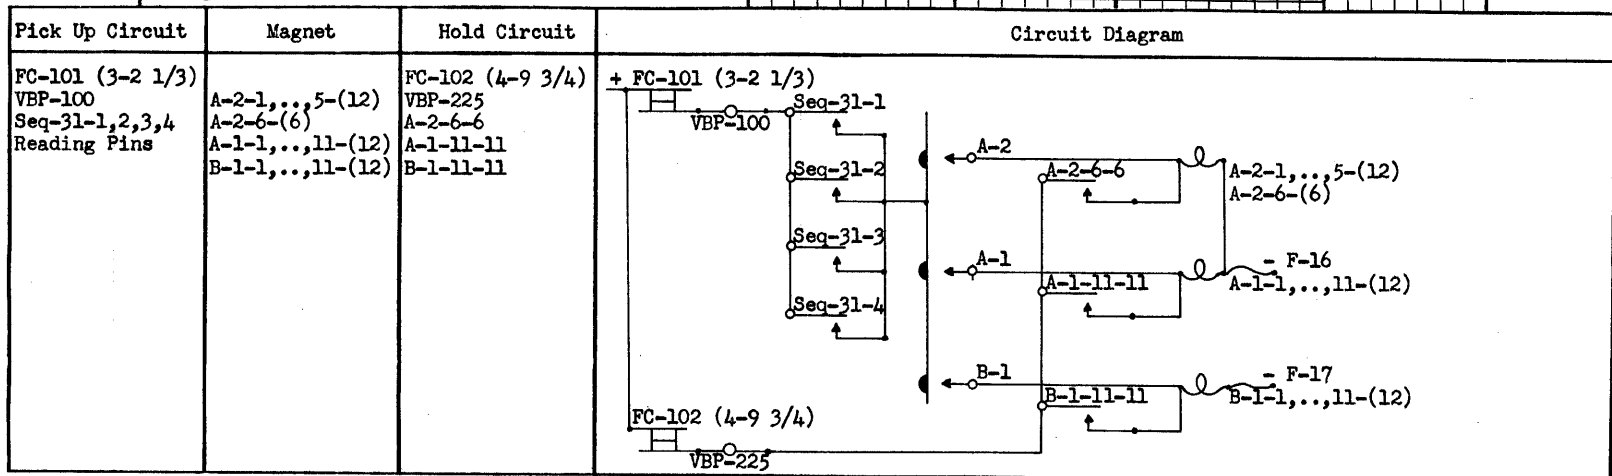 Pick Up Circuit Magnet Hold Circuit Circuit Diagram
FC-101 (3-2 1/3)
VBP-100
Seq-31-1,2,3,4
Reading Pins
A-2-1,..,5-(12)
A-2-6-(6)
A-1-1,..,11-(12)
B-1-1,..,11-(12)
FC-102 (4-9 3/4)
VBP-225
A-2-6-6
A-1-11-11
B-1-11-11
+ FC-101 (3-2 1/3)
VBP-100
Seq-31-1
Seq-31-2
Seq-31-3
Seq-31-4
A-2
A-2-6-6
A-2-1,..,5-(12)
A-2-6-(6)
A-1
A-1-11-11
- F-16
A-1-1,..,11-(12)
B-1
B-1-11-11
- F-17
B-1-1,..,11-(12)
FC-102 (4-9 3/4)
VBP-225